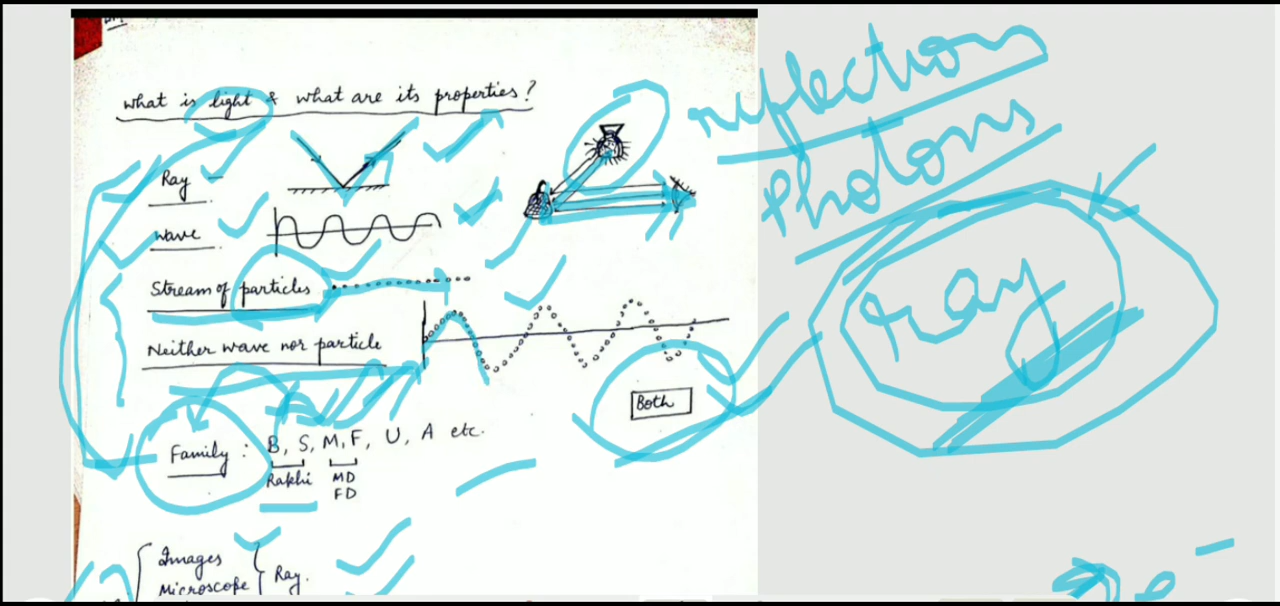 What is light & what are its properties?
Ray
Wave
Stream of particles
Neither wave nor particle
Both
Family : B, S, M, F, U, A etc.
Rakhi MD
FD
Images
Microscope } Ray.
reflection
Photons
ray